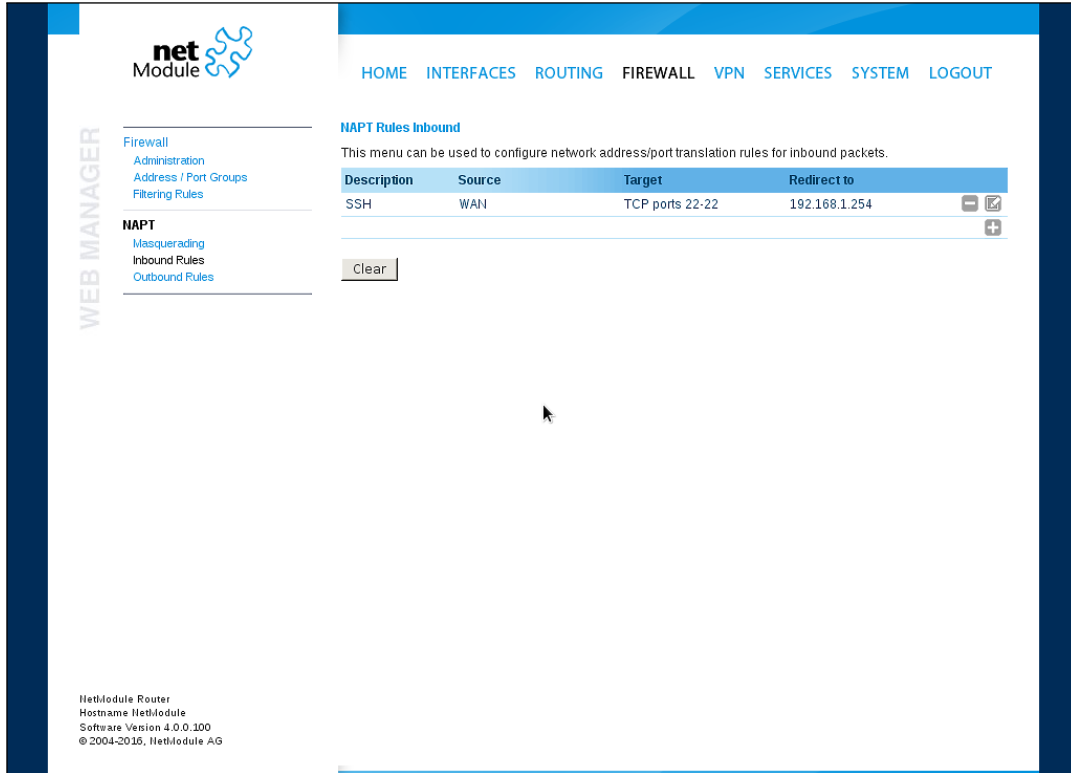 net
Module
HOME INTERFACES ROUTING FIREWALL VPN SERVICES SYSTEM LOGOUT
WEB MANAGER
Firewall
Administration
Address / Port Groups
Filtering Rules
NAPT
Masquerading
Inbound Rules
Outbound Rules
NAPT Rules Inbound
This menu can be used to configure network address/port translation rules for inbound packets.
Description Source Target Redirect to
SSH WAN TCP ports 22-22 192.168.1.254
Clear
NetModule Router
Hostname NetModule
Software Version 4.0.0.100
© 2004-2016, NetModule AG